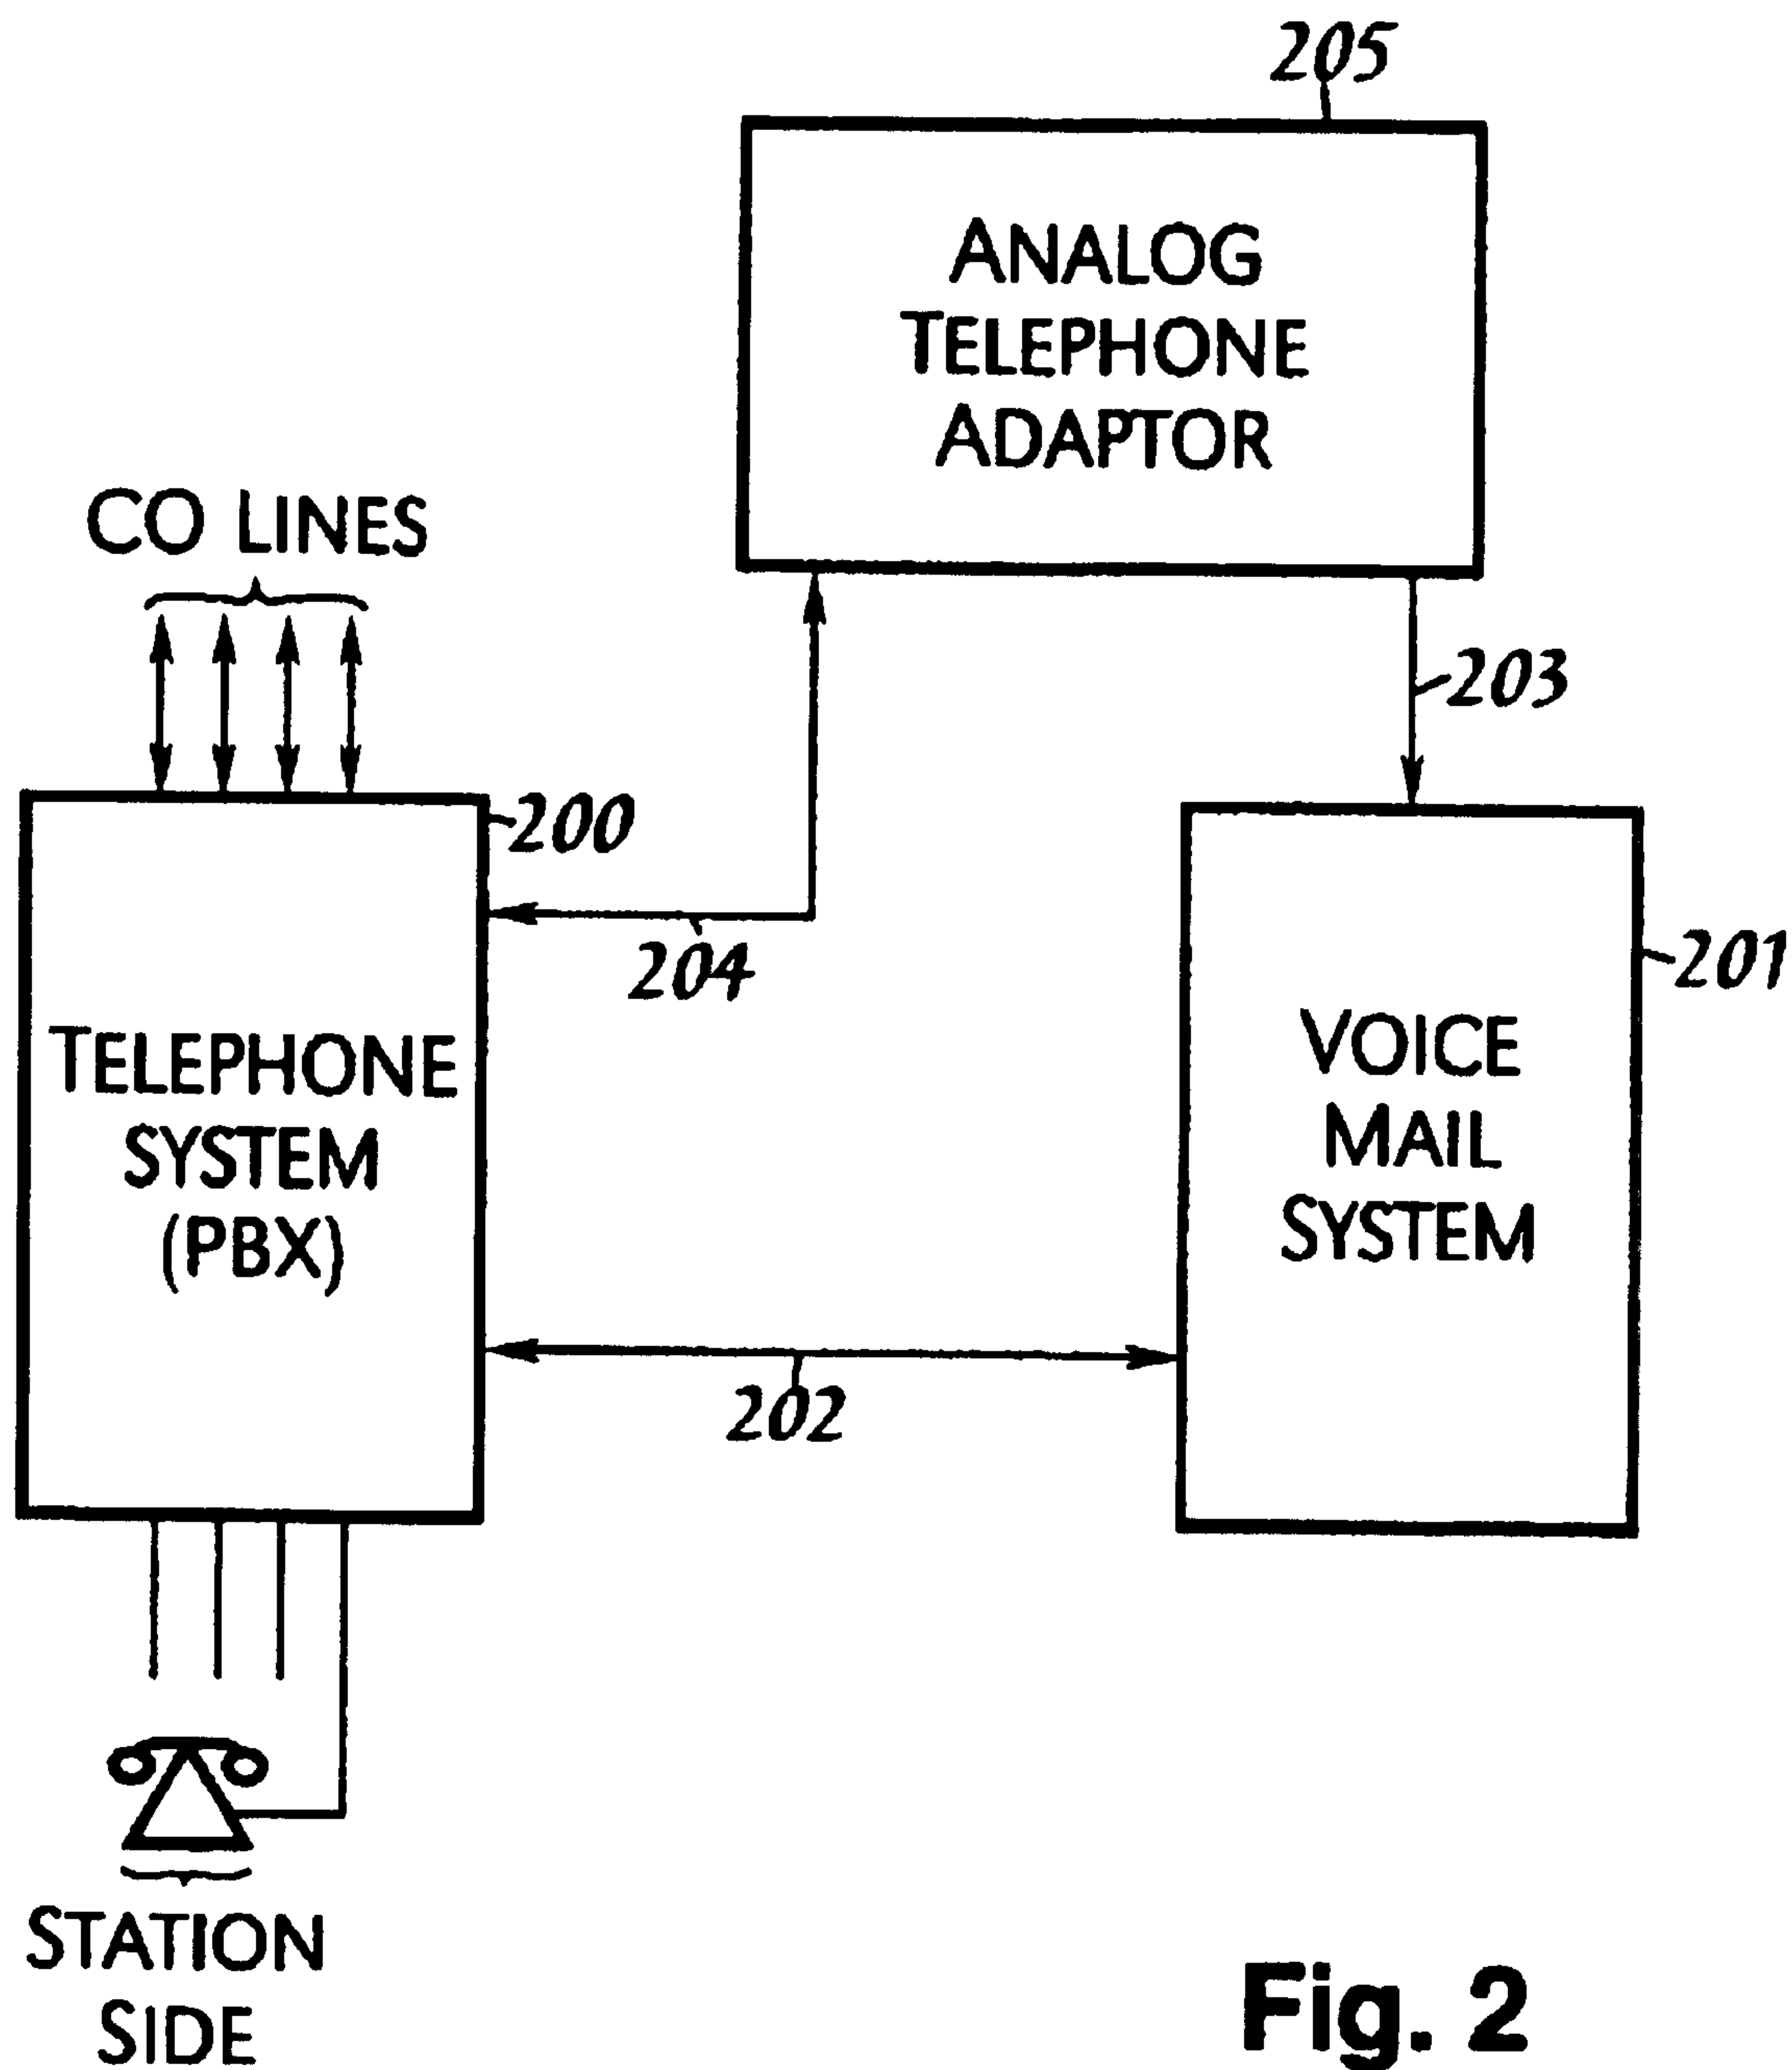 205
ANALOG
TELEPHONE
ADAPTOR
CO LINES
203
200
204
201
TELEPHONE
SYSTEM
(PBX)
VOICE
MAIL
SYSTEM
202
STATION
SIDE
Fig. 2